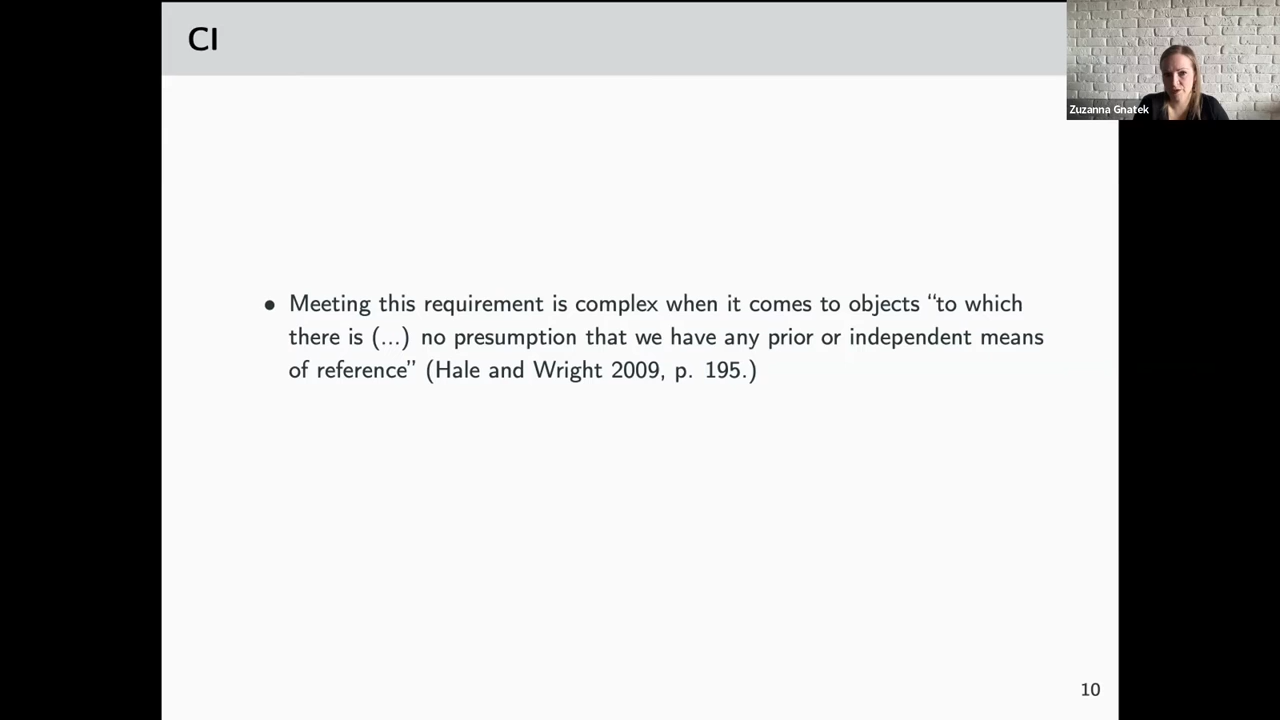 CI
Zuzanna Gnatek
• Meeting this requirement is complex when it comes to objects “to which
there is (...) no presumption that we have any prior or independent means
of reference” (Hale and Wright 2009, p. 195.)
10